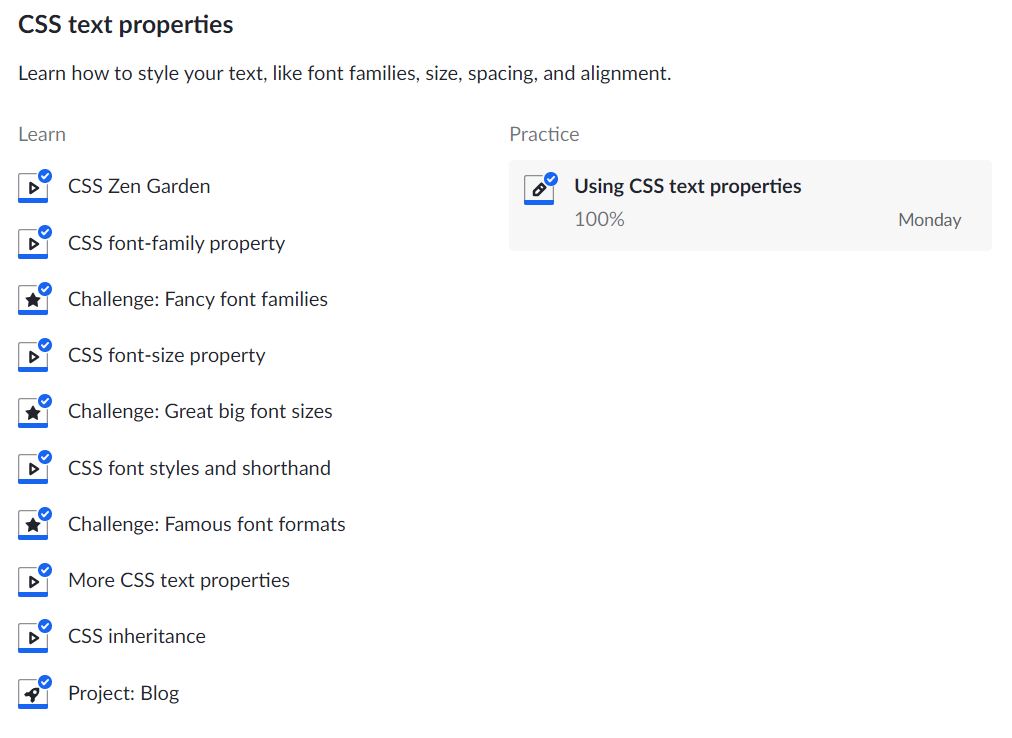 CSS text properties
Learn how to style your text, like font families, size, spacing, and alignment.
Learn
CSS Zen Garden
CSS font-family property
Challenge: Fancy font families
CSS font-size property
Challenge: Great big font sizes
CSS font styles and shorthand
Challenge: Famous font formats
More CSS text properties
CSS inheritance
Project: Blog
Practice
Using CSS text properties
100%
Monday